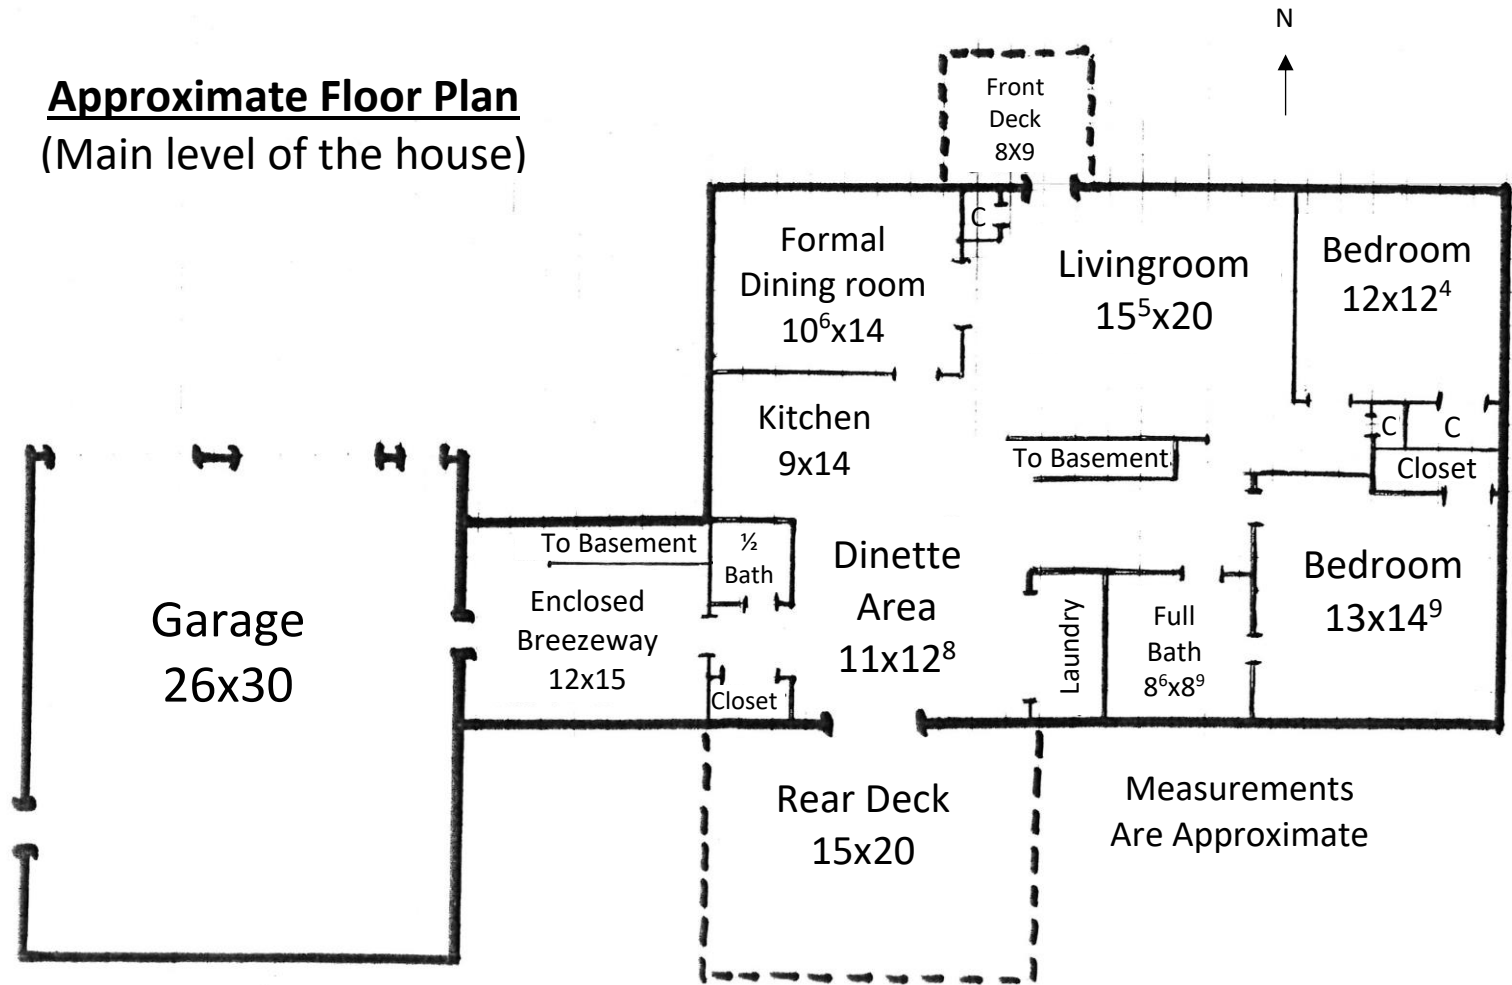 Approximate Floor Plan
(Main level of the house)
N
Front
Deck
8X9
C
Formal
Dining room
10⁶x14
Livingroom
15⁵x20
Bedroom
12x12⁴
Kitchen
9x14
To Basement
C
C
Closet
To Basement
½
Bath
Dinette
Area
11x12⁸
Enclosed
Breezeway
12x15
Closet
Garage
26x30
Laundry
Full
Bath
8⁶x8⁹
Bedroom
13x14⁹
Rear Deck
15x20
Measurements
Are Approximate